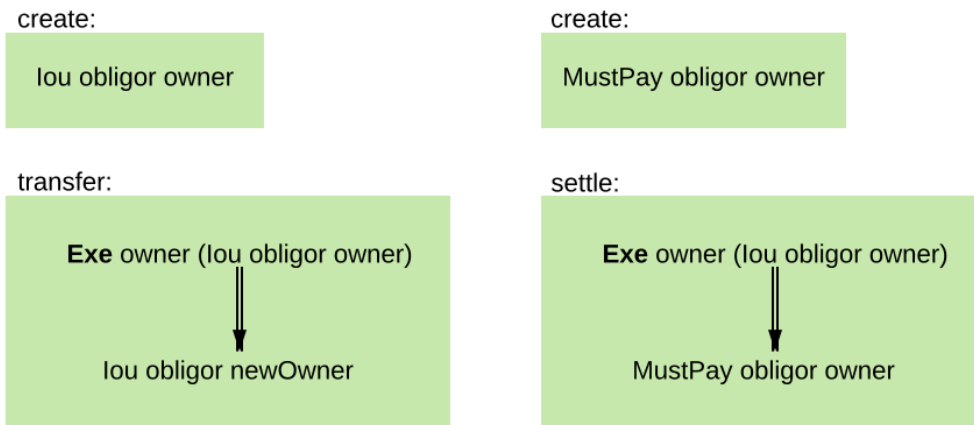 create:
Iou obligor owner
create:
MustPay obligor owner
transfer:
Exe owner (Iou obligor owner)
Iou obligor newOwner
settle:
Exe owner (Iou obligor owner)
MustPay obligor owner